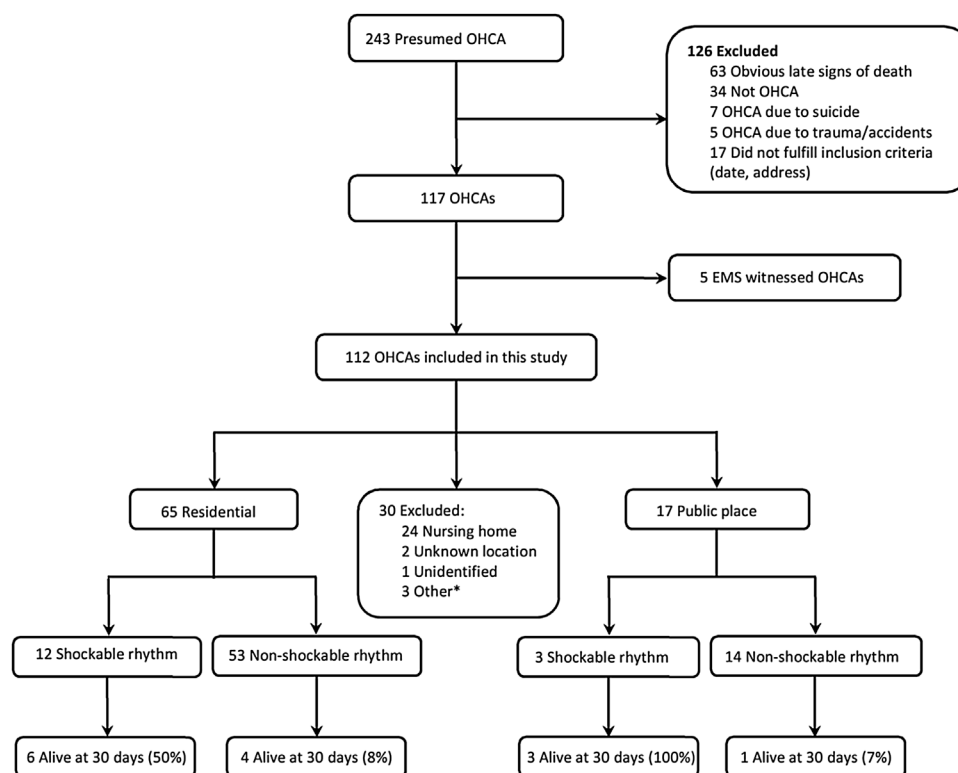 243 Presumed OHCA
126 Excluded
63 Obvious late signs of death
34 Not OHCA
7 OHCA due to suicide
5 OHCA due to trauma/accidents
17 Did not fulfill inclusion criteria
(date, address)
117 OHCAs
5 EMS witnessed OHCAs
112 OHCAs included in this study
65 Residential
30 Excluded:
24 Nursing home
2 Unknown location
1 Unidentified
3 Other*
17 Public place
12 Shockable rhythm
53 Non-shockable rhythm
3 Shockable rhythm
14 Non-shockable rhythm
6 Alive at 30 days (50%)
4 Alive at 30 days (8%)
3 Alive at 30 days (100%)
1 Alive at 30 days (7%)